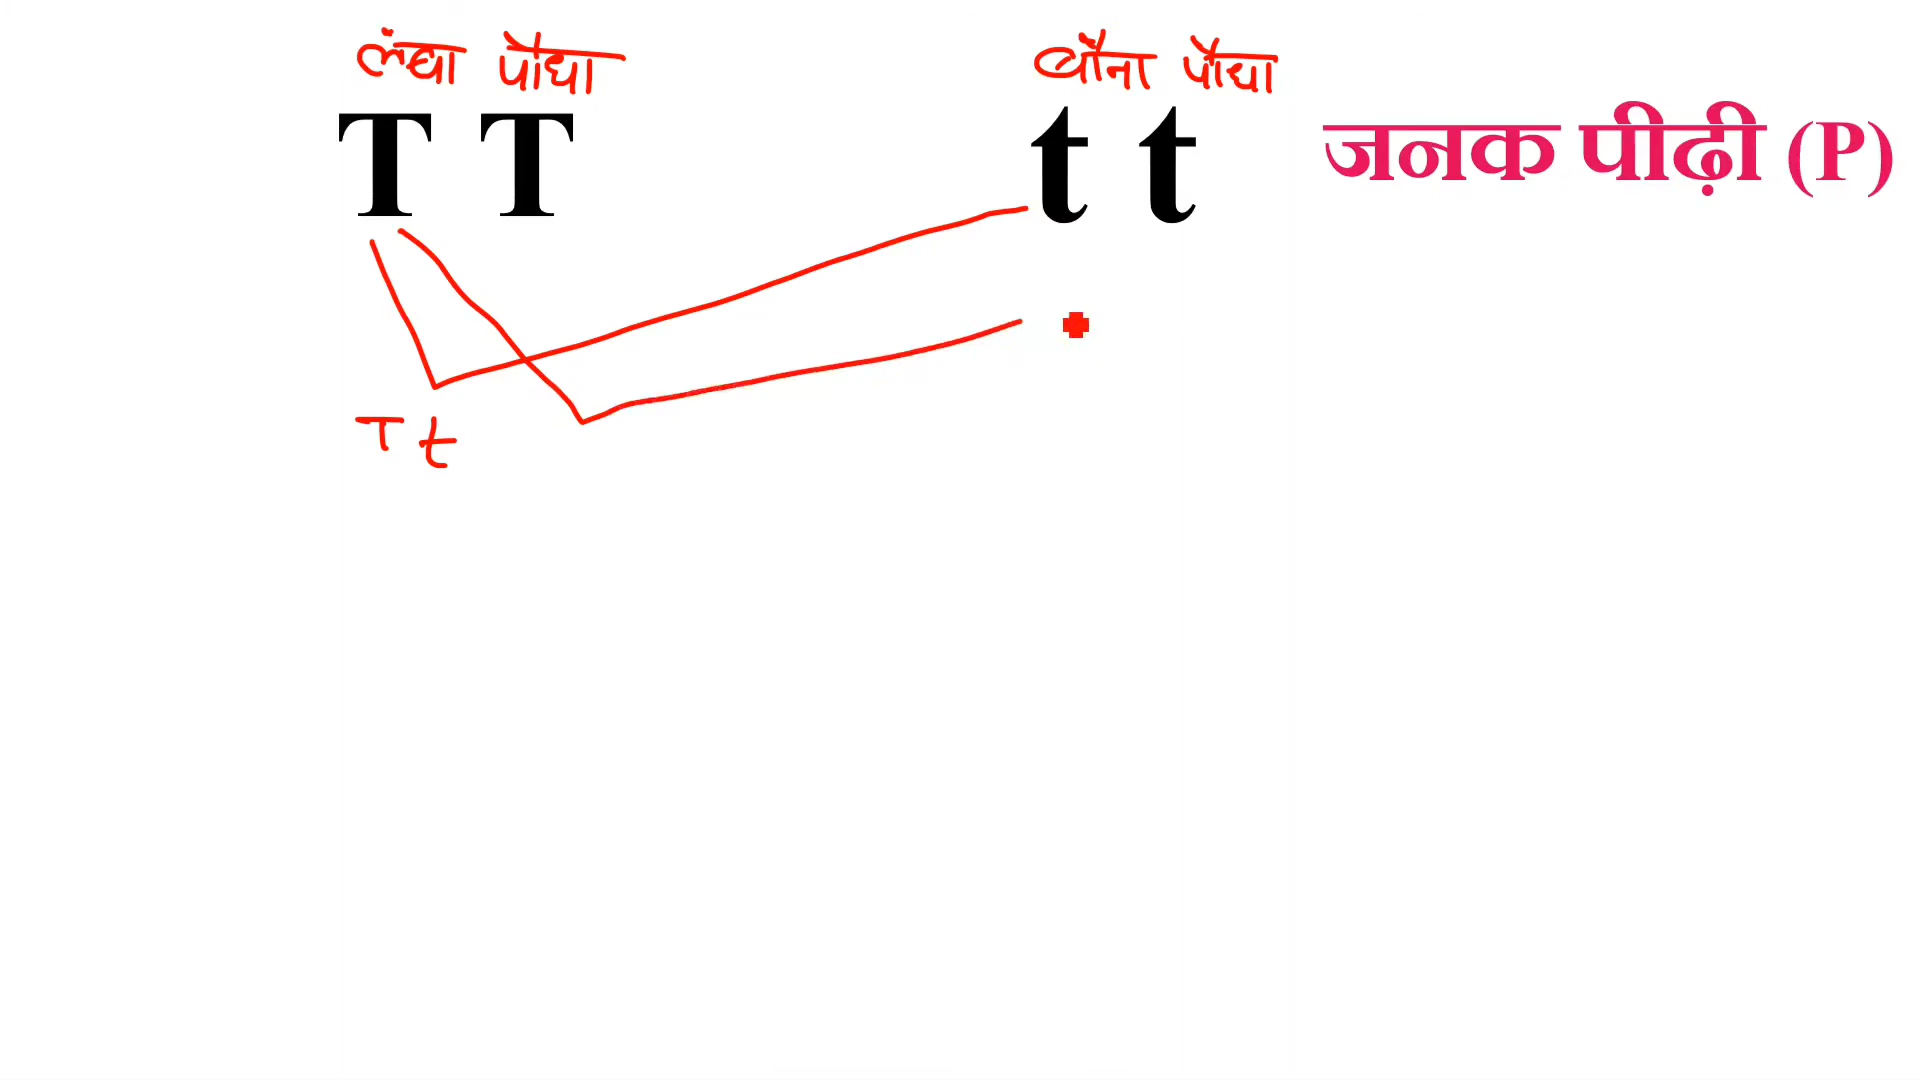 लंबा पौधा बौना पौधा
T T t t जनक पीढ़ी (P)
T t